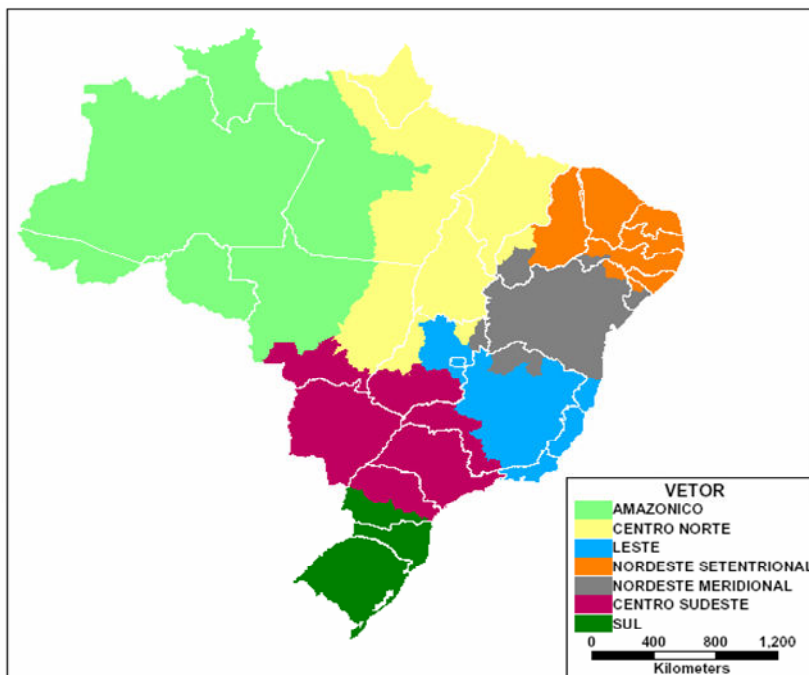 VETOR
AMAZONICO
CENTRO NORTE
LESTE
NORDESTE SETENTRIONAL
NORDESTE MERIDIONAL
CENTRO SUDESTE
SUL
0 400 800 1,200
Kilometers